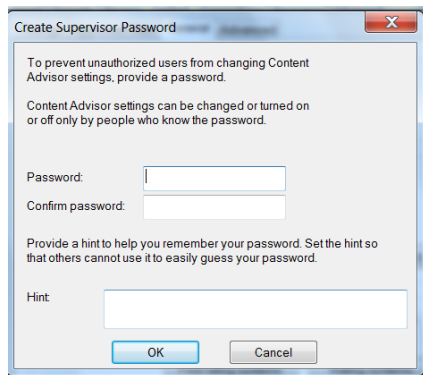 Create Supervisor Password
To prevent unauthorized users from changing Content
Advisor settings, provide a password.
Content Advisor settings can be changed or turned on
or off only by people who know the password.
Password:
Confirm password:
Provide a hint to help you remember your password. Set the hint so
that others cannot use it to easily guess your password.
Hint:
OK Cancel